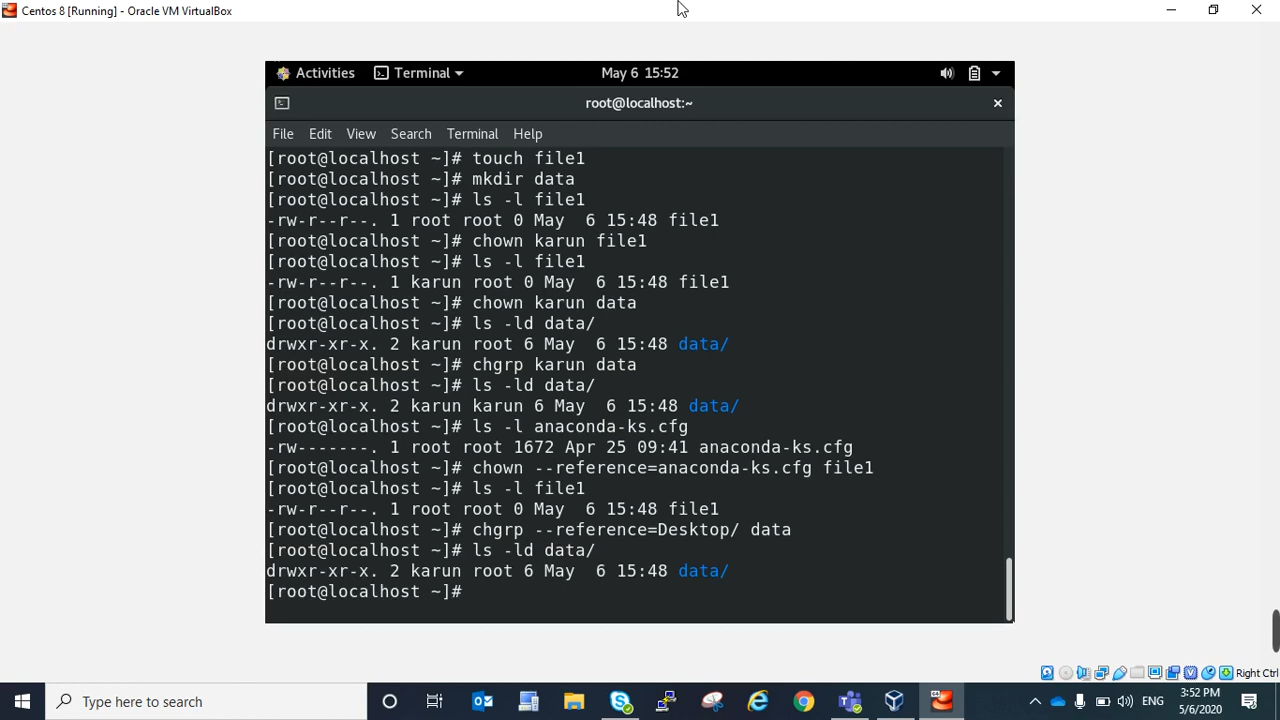 Centos 8 [Running] - Oracle VM VirtualBox
Activities Terminal May 6 15:52
root@localhost:~
File Edit View Search Terminal Help
[root@localhost ~]# touch file1
[root@localhost ~]# mkdir data
[root@localhost ~]# ls -l file1
-rw-r--r--. 1 root root 0 May  6 15:48 file1
[root@localhost ~]# chown karun file1
[root@localhost ~]# ls -l file1
-rw-r--r--. 1 karun root 0 May  6 15:48 file1
[root@localhost ~]# chown karun data
[root@localhost ~]# ls -ld data/
drwxr-xr-x. 2 karun root 6 May  6 15:48 data/
[root@localhost ~]# chgrp karun data
[root@localhost ~]# ls -ld data/
drwxr-xr-x. 2 karun karun 6 May  6 15:48 data/
[root@localhost ~]# ls -l anaconda-ks.cfg
-rw-------. 1 root root 1672 Apr 25 09:41 anaconda-ks.cfg
[root@localhost ~]# chown --reference=anaconda-ks.cfg file1
[root@localhost ~]# ls -l file1
-rw-r--r--. 1 root root 0 May  6 15:48 file1
[root@localhost ~]# chgrp --reference=Desktop/ data
[root@localhost ~]# ls -ld data/
drwxr-xr-x. 2 karun root 6 May  6 15:48 data/
[root@localhost ~]#
Right Ctrl
Type here to search
ENG
3:52 PM
5/6/2020